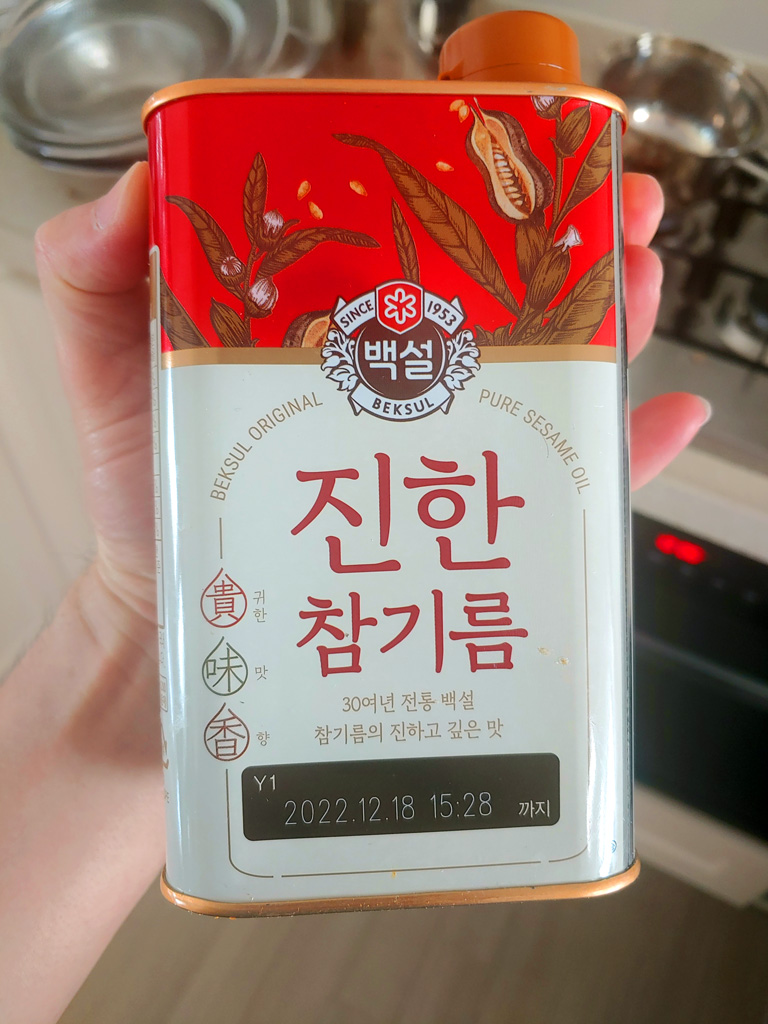 SINCE 1953
백설
BEKSUL
BEKSUL ORIGINAL
PURE SESAME OIL
진한
참기름
貴 귀한
味 맛
香 향
30여년 전통 백설
참기름의 진하고 깊은 맛
Y1
2022.12.18 15:28 까지